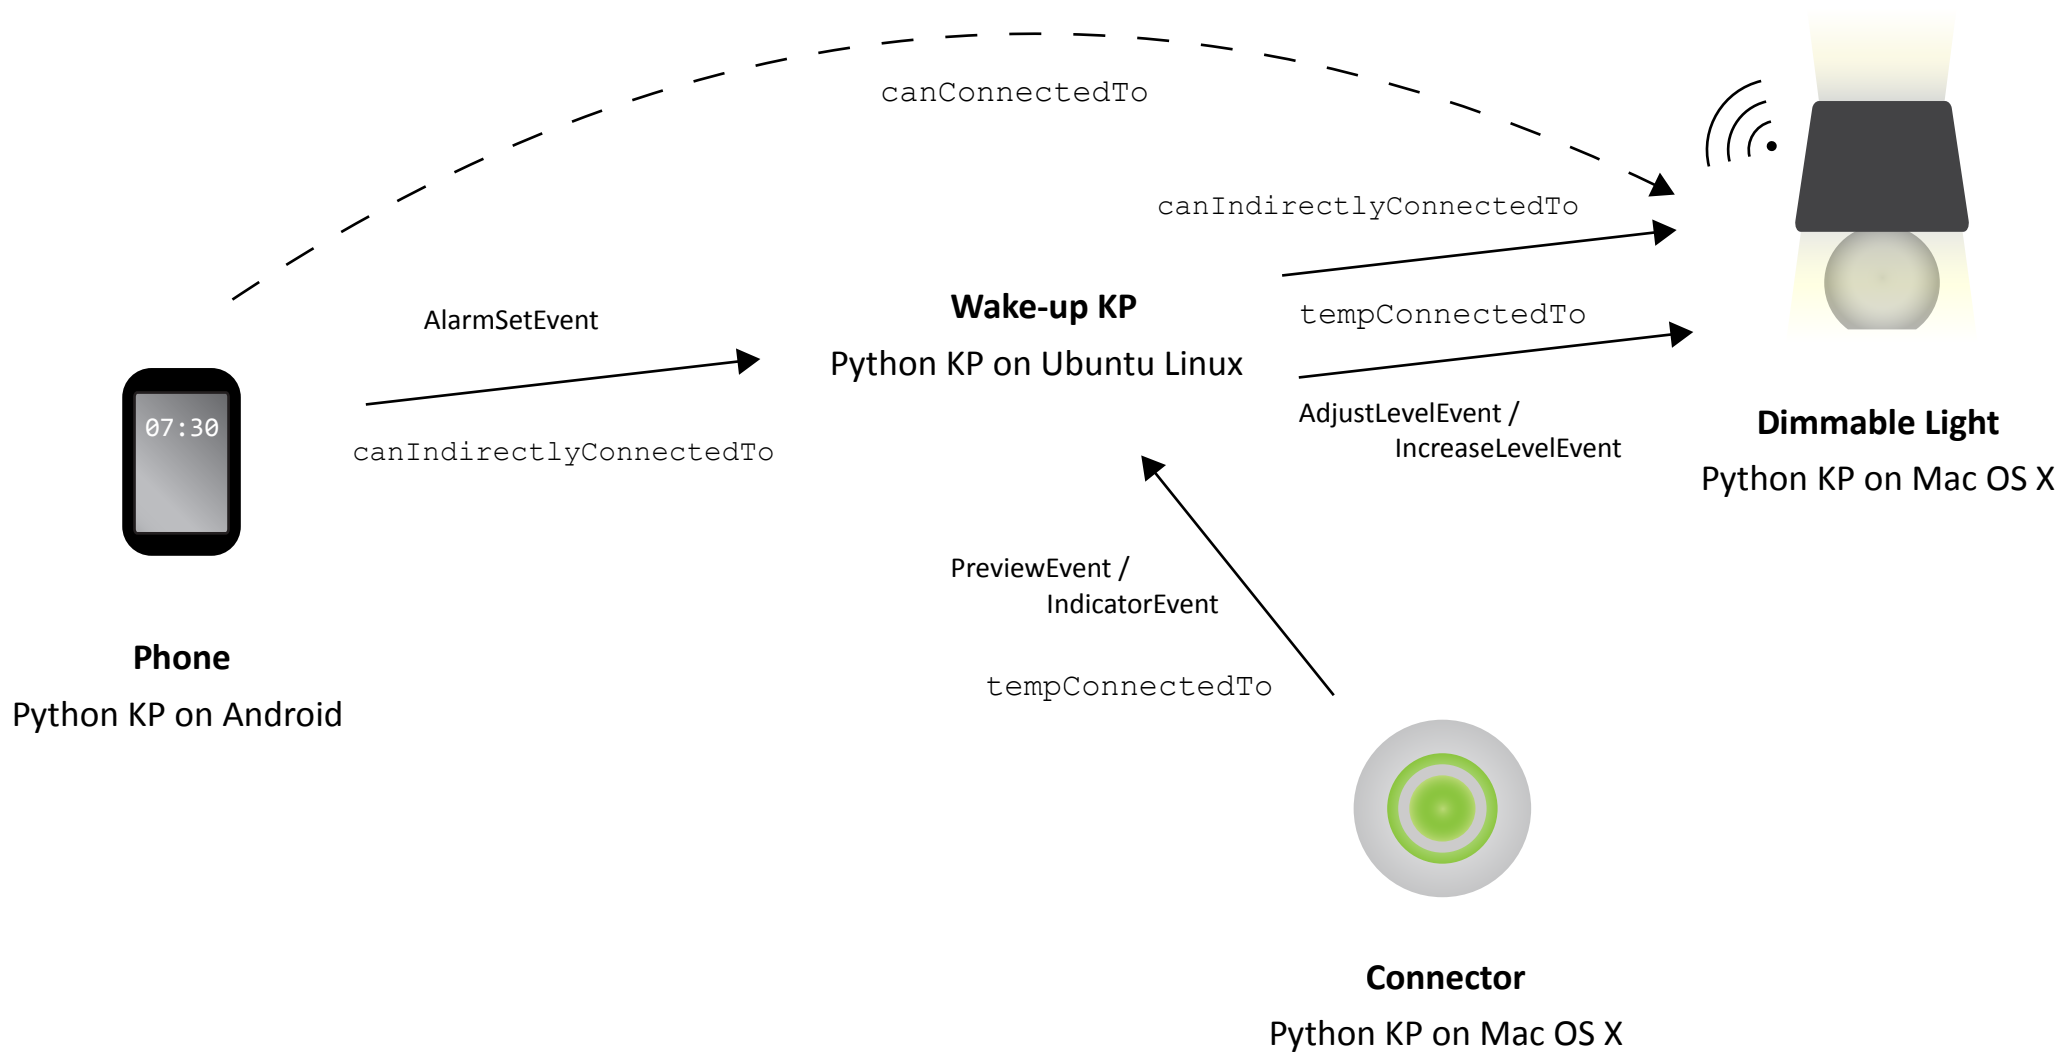 canConnectedTo
canIndirectlyConnectedTo
Wake-up KP
Python KP on Ubuntu Linux
AlarmSetEvent
tempConnectedTo
07:30
canIndirectlyConnectedTo
AdjustLevelEvent /
IncreaseLevelEvent
Dimmable Light
Python KP on Mac OS X
PreviewEvent /
IndicatorEvent
tempConnectedTo
Phone
Python KP on Android
Connector
Python KP on Mac OS X